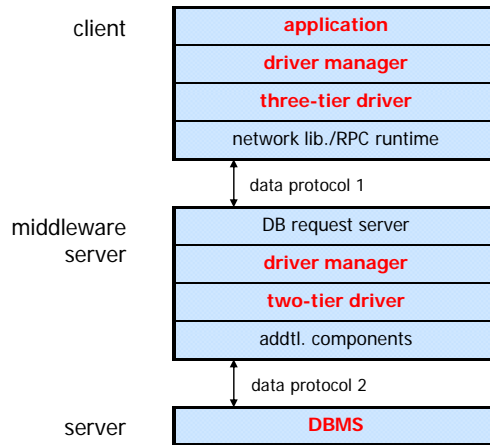 client
application
driver manager
three-tier driver
network lib./RPC runtime
data protocol 1
middleware
server
DB request server
driver manager
two-tier driver
addtl. components
data protocol 2
server
DBMS